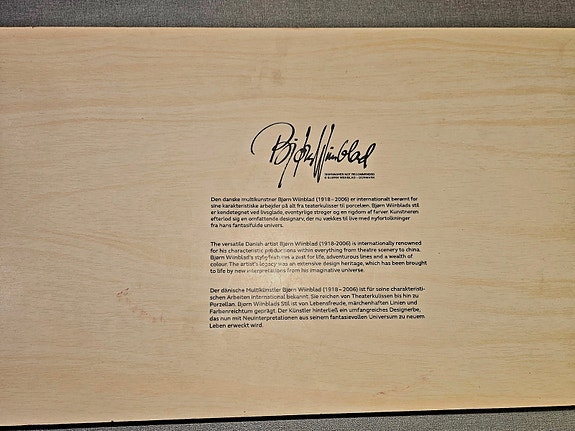 Bjørn Wiinblad
DISHWASHER NOT RECOMMENDED
© BJØRN WIINBLAD – DENMARK
Den danske multikunstner Bjørn Wiinblad (1918–2006) er internationalt berømt for
sine karakteristiske arbejder på alt fra teaterkulisser til porcelæn. Bjørn Wiinblads stil
er kendetegnet ved livsglade, eventyrlige streger og en rigdom af farver. Kunstneren
efterlod sig en omfattende designarv, der nu vækkes til live med nyfortolkninger
fra hans fantasifulde univers.
The versatile Danish artist Bjørn Wiinblad (1918–2006) is internationally renowned
for his characteristic productions within everything from theatre scenery to china.
Bjørn Wiinblad's style features a zest for life, adventurous lines and a wealth of
colour. The artist's legacy was an extensive design heritage, which has been brought
to life by new interpretations from his imaginative universe.
Der dänische Multikünstler Bjørn Wiinblad (1918–2006) ist für seine charakteristi-
schen Arbeiten international bekannt. Sie reichen von Theaterkulissen bis hin zu
Porzellan. Bjørn Wiinblads Stil ist von Lebensfreude, märchenhaften Linien und
Farbenreichtum geprägt. Der Künstler hinterließ ein umfangreiches Designerbe,
das nun mit Neuinterpretationen aus seinem fantasievollen Universum zu neuem
Leben erweckt wird.